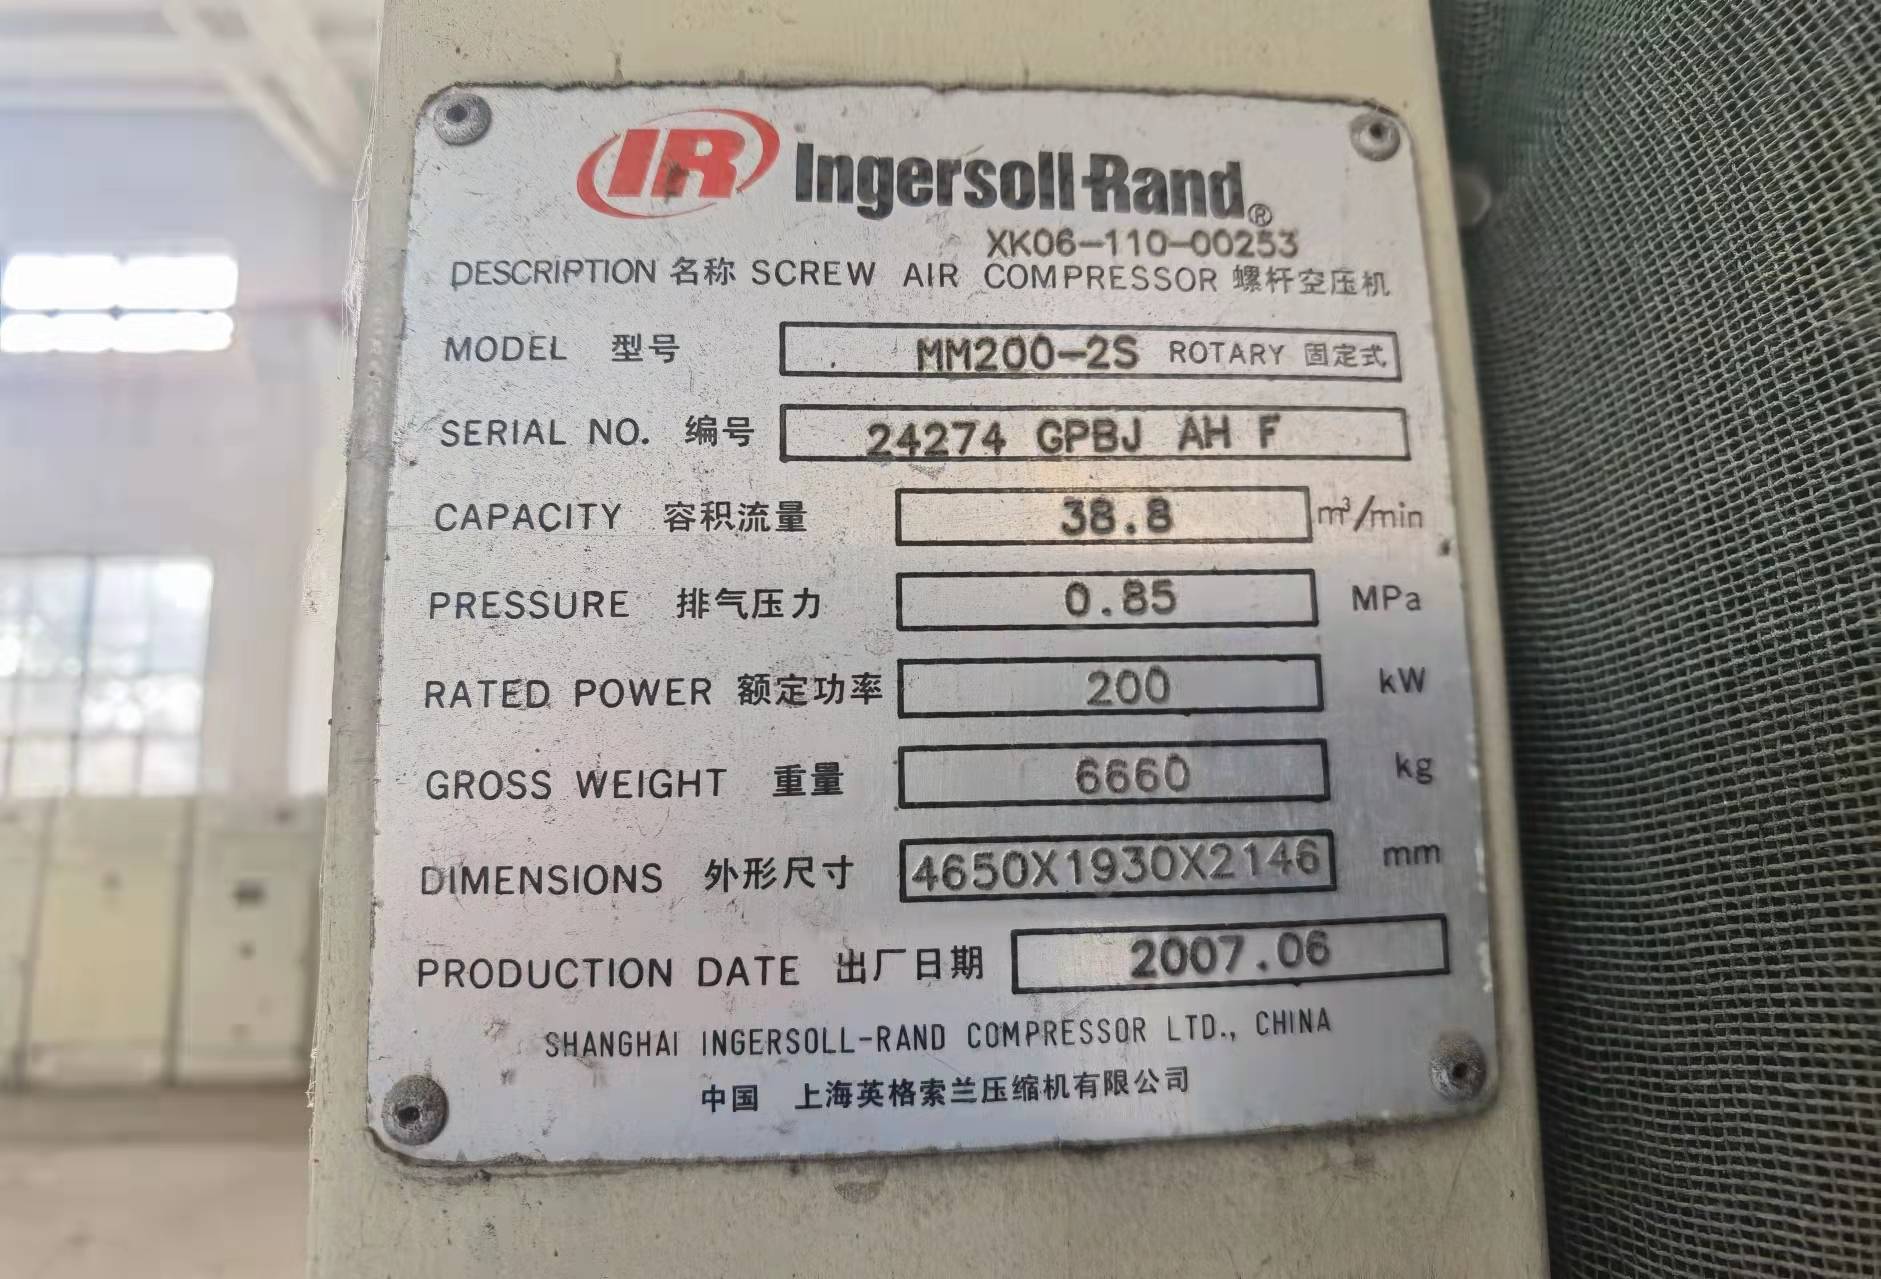 IR Ingersoll-Rand®
XK06-110-00253
DESCRIPTION 名称 SCREW AIR COMPRESSOR 螺杆空压机
MODEL 型号 MM200-2S ROTARY 固定式
SERIAL NO. 编号 24274 GPBJ AH F
CAPACITY 容积流量 38.8 m³/min
PRESSURE 排气压力 0.85 MPa
RATED POWER 额定功率 200 kW
GROSS WEIGHT 重量 6660 kg
DIMENSIONS 外形尺寸 4650X1930X2146 mm
PRODUCTION DATE 出厂日期 2007.06
SHANGHAI INGERSOLL-RAND COMPRESSOR LTD., CHINA
中国 上海英格索兰压缩机有限公司